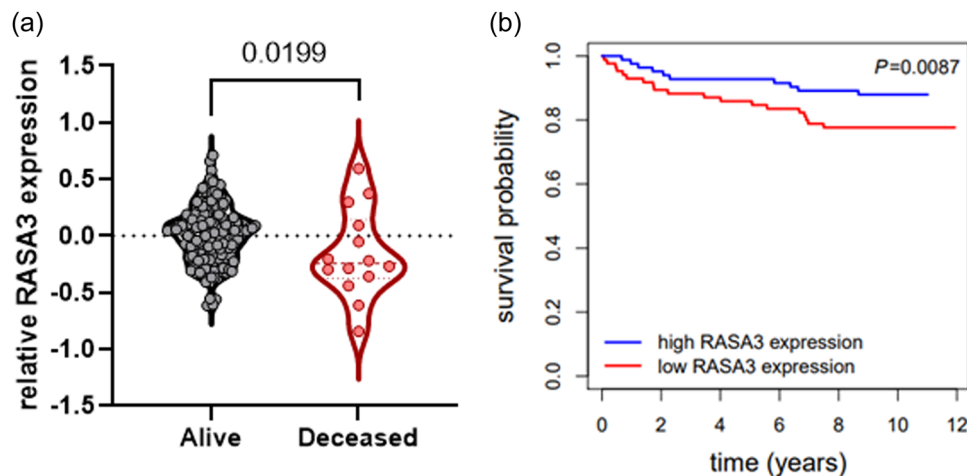 (a)
0.0199
relative RASA3 expression
1.5
1.0
0.5
0.0
-0.5
-1.0
-1.5
Alive
Deceased
(b)
P=0.0087
survival probability
1.0
0.8
0.6
0.4
0.2
0.0
high RASA3 expression
low RASA3 expression
0 2 4 6 8 10 12
time (years)